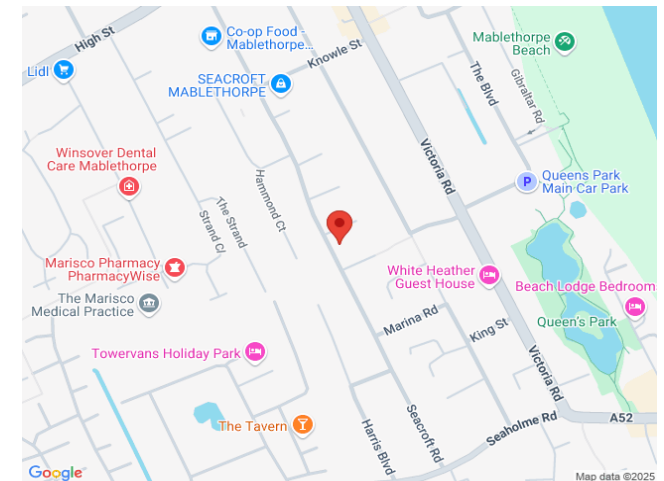 High St
Co-op Food -
Mablethorpe...
Mablethorpe
Beach
Lidl
Knowle St
The Blvd
Gibraltar Rd
SEACROFT
MABLETHORPE
Winsover Dental
Care Mablethorpe
Victoria Rd
Queens Park
Main Car Park
P
Hammond Ct
The Strand
Strand Cl
Marisco Pharmacy
PharmacyWise
White Heather
Guest House
Beach Lodge Bedroom
The Marisco
Medical Practice
Marina Rd
King St
Queen's Park
Towervans Holiday Park
Victoria Rd
The Tavern
Harris Blvd
Seacroft Rd
Seaholme Rd
A52
Google
Map data ©2025